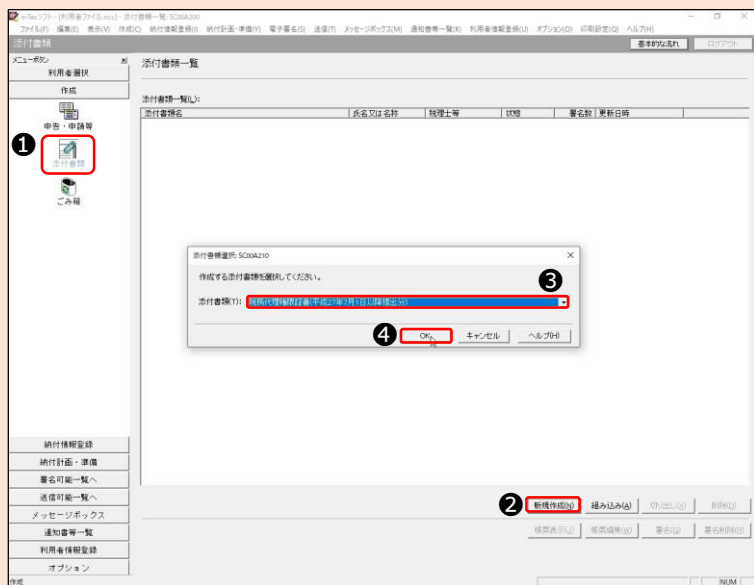 e-Taxソフト - [利用者ファイル.ncc] - 添付書類一覧: SC00A200
ファイル(F) 編集(E) 表示(V) 作成(C) 納付情報登録(I) 納付計画・準備(Y) 電子署名(S) 送信(T) メッセージボックス(M) 通知書等一覧(K) 利用者情報登録(U) オプション(O) 印刷設定(Q) ヘルプ(H)
添付書類 基本的な流れ ログアウト
メニューボタン
利用者選択
作成
申告・申請等
❶
添付書類
ごみ箱
添付書類一覧
添付書類一覧(L):
添付書類名 氏名又は名称 税理士等 状態 署名数 更新日時
添付書類選択: SC00A210
作成する添付書類を選択してください。
❸
添付書類(T): 税務代理権限証書(平成27年7月1日以降提出分)
❹ OK キャンセル ヘルプ(H)
納付情報登録
納付計画・準備
署名可能一覧へ
送信可能一覧へ
メッセージボックス
通知書等一覧
利用者情報登録
オプション
❷ 新規作成(N) 組み込み(A) 切り出し(X) 削除(D)
帳票表示(J) 帳票編集(W) 署名(G) 署名削除(B)
作成 NUM